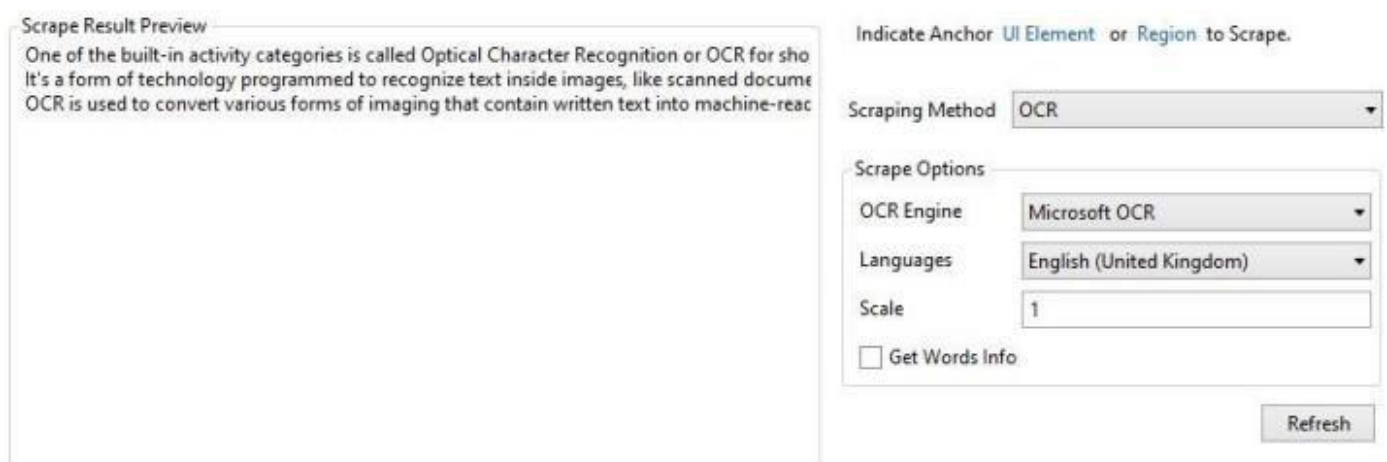 Scrape Result Preview
One of the built-in activity categories is called Optical Character Recognition or OCR for sho
It's a form of technology programmed to recognize text inside images, like scanned docume
OCR is used to convert various forms of imaging that contain written text into machine-reac
Indicate Anchor UI Element or Region to Scrape.
Scraping Method OCR
Scrape Options
OCR Engine Microsoft OCR
Languages English (United Kingdom)
Scale 1
Get Words Info
Refresh